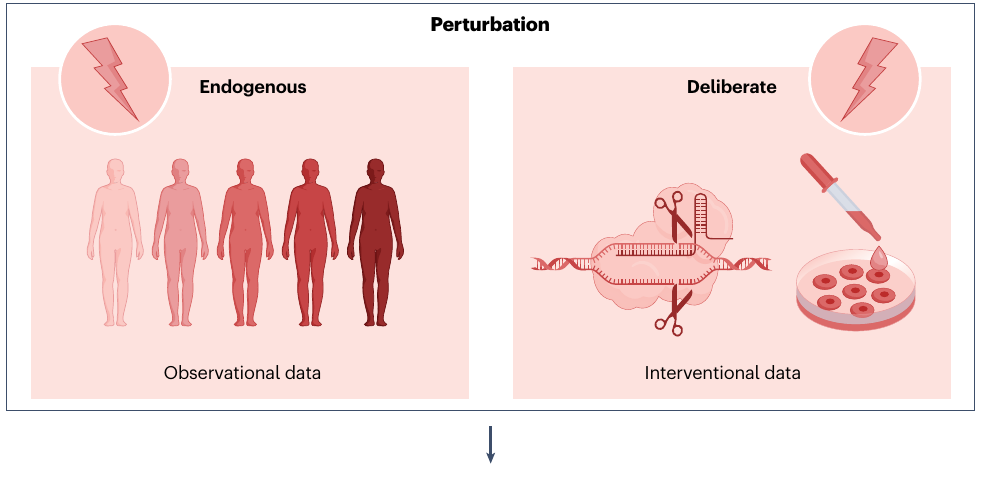 Perturbation
Endogenous
Deliberate
Observational data
Interventional data